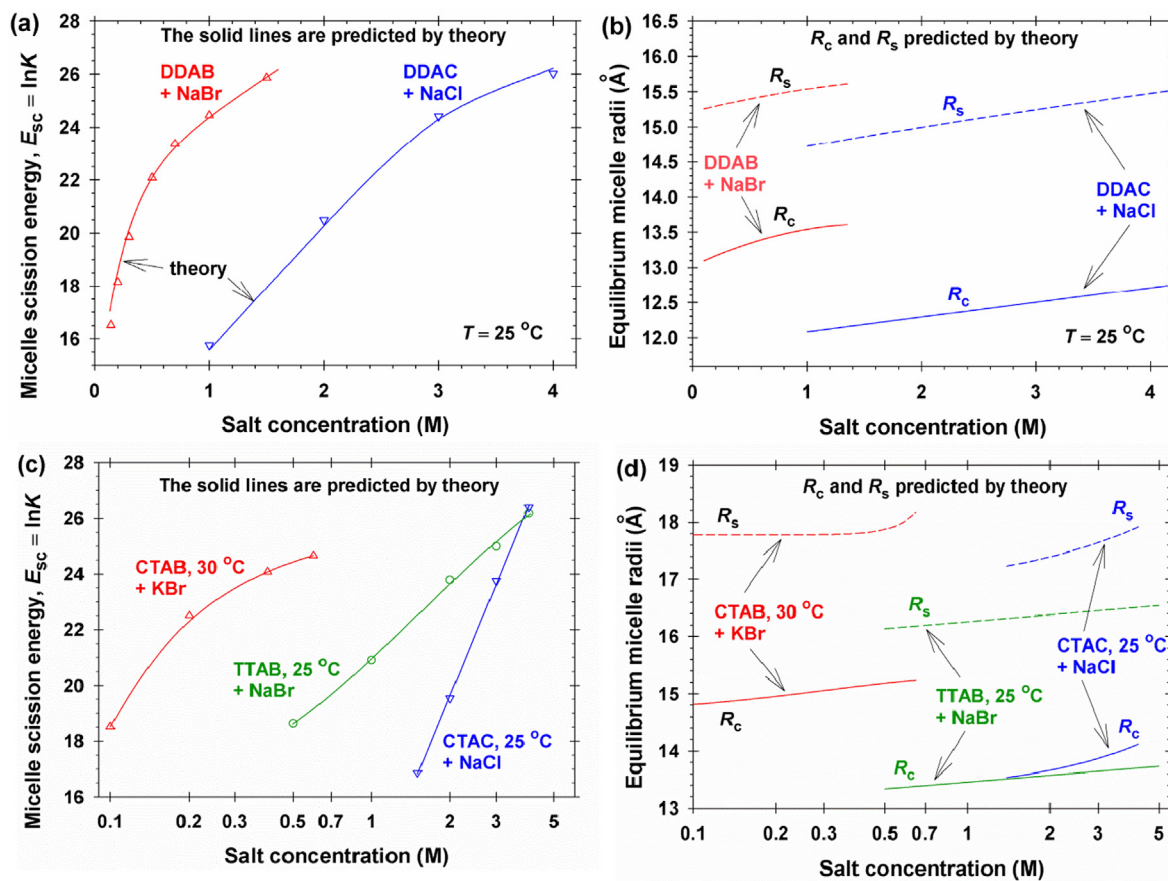 (a)
The solid lines are predicted by theory
DDAB
+ NaBr
DDAC
+ NaCl
theory
T = 25 °C
Micelle scission energy, Esc = lnK
28
26
24
22
20
18
16
0
1
2
3
4
Salt concentration (M)
(b)
Rc and Rs predicted by theory
Rs
Rs
DDAB
+ NaBr
DDAC
+ NaCl
Rc
Rc
T = 25 °C
Equilibrium micelle radii (Å)
16.5
16.0
15.5
15.0
14.5
14.0
13.5
13.0
12.5
12.0
0
1
2
3
4
Salt concentration (M)
(c)
The solid lines are predicted by theory
CTAB, 30 °C
+ KBr
TTAB, 25 °C
+ NaBr
CTAC, 25 °C
+ NaCl
Micelle scission energy, Esc = lnK
28
26
24
22
20
18
16
0.1
0.2
0.3
0.5
0.7
1
2
3
5
Salt concentration (M)
(d)
Rc and Rs predicted by theory
Rs
Rs
CTAB, 30 °C
+ KBr
Rs
CTAC, 25 °C
+ NaCl
TTAB, 25 °C
+ NaBr
Rc
Rc
Rc
Equilibrium micelle radii (Å)
19
18
17
16
15
14
13
0.1
0.2
0.3
0.5
0.7
1
2
3
5
Salt concentration (M)